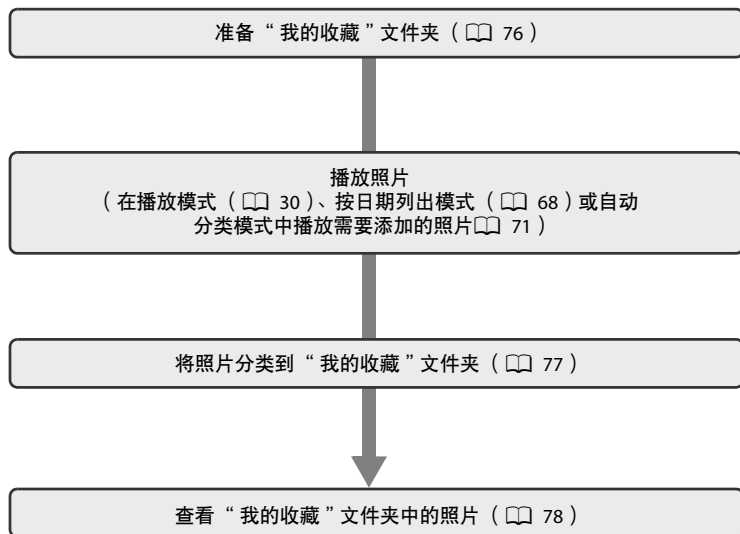 准备“我的收藏”文件夹（📖 76）
播放照片
（在播放模式（📖 30）、按日期列出模式（📖 68）或自动
分类模式中播放需要添加的照片📖 71）
将照片分类到“我的收藏”文件夹（📖 77）
查看“我的收藏”文件夹中的照片（📖 78）